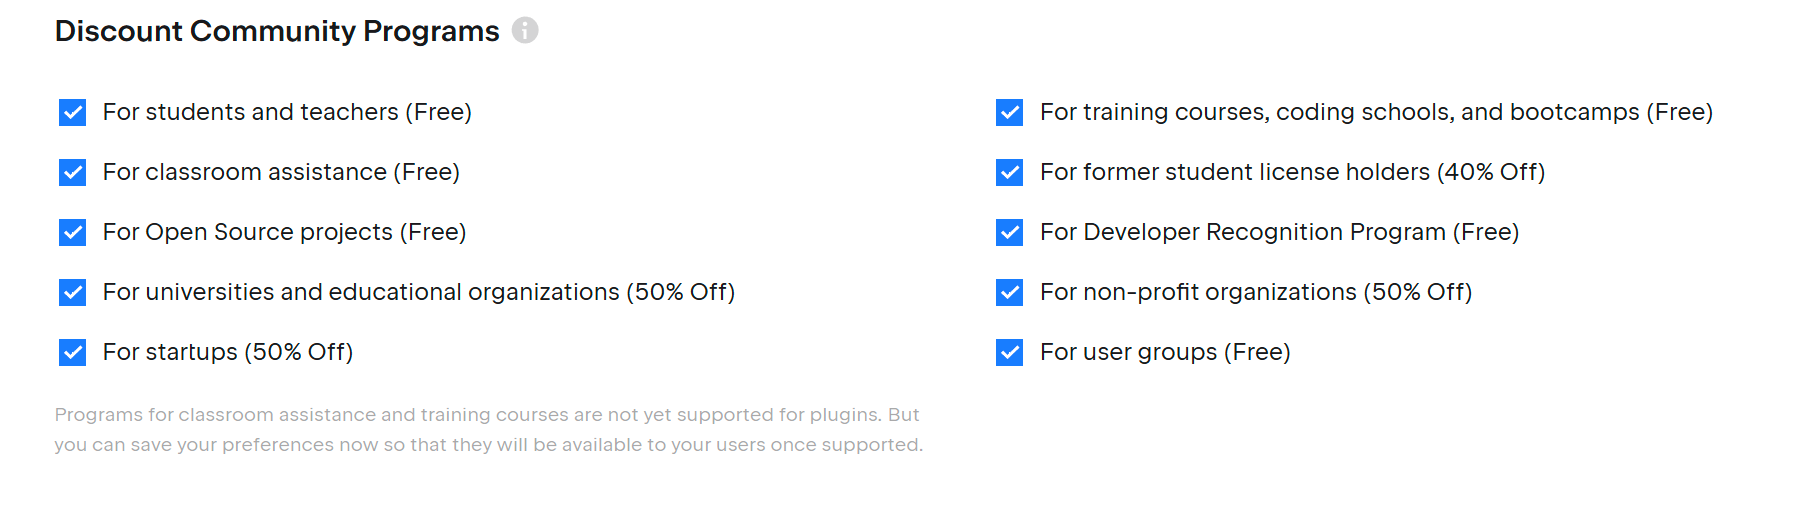 Discount Community Programs
For students and teachers (Free)
For classroom assistance (Free)
For Open Source projects (Free)
For universities and educational organizations (50% Off)
For startups (50% Off)
For training courses, coding schools, and bootcamps (Free)
For former student license holders (40% Off)
For Developer Recognition Program (Free)
For non-profit organizations (50% Off)
For user groups (Free)
Programs for classroom assistance and training courses are not yet supported for plugins. But
you can save your preferences now so that they will be available to your users once supported.